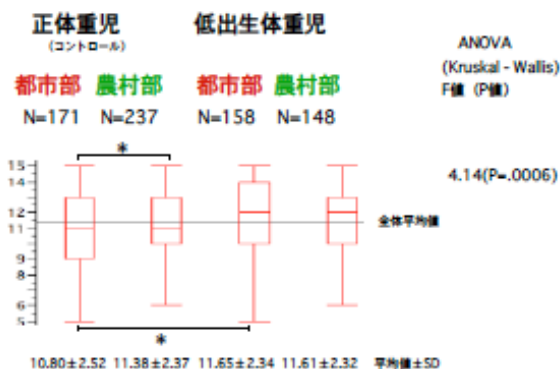 正体重児 低出生体重児
(コントロール)
ANOVA
(Kruskal - Wallis)
F値 (P値)
都市部 農村部 都市部 農村部
N=171 N=237 N=158 N=148
*
15
14
12
11
9
8
6
5
4.14(P=.0006)
全体平均値
*
10.80±2.52 11.38±2.37 11.65±2.34 11.61±2.32 平均値±SD